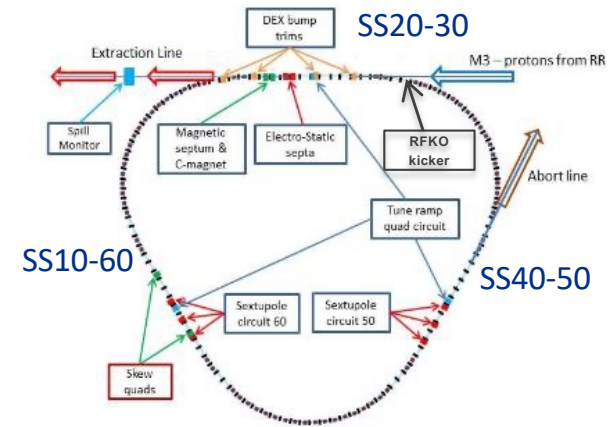 DEX bump
trims
SS20-30
Extraction Line
M3 – protons from RR
Spill
Monitor
Magnetic
septum &
C-magnet
Electro-Static
septa
RFKO
kicker
Abort line
Tune ramp
quad circuit
SS10-60
SS40-50
Sextupole
circuit 60
Sextupole
circuit 50
Skew
quads